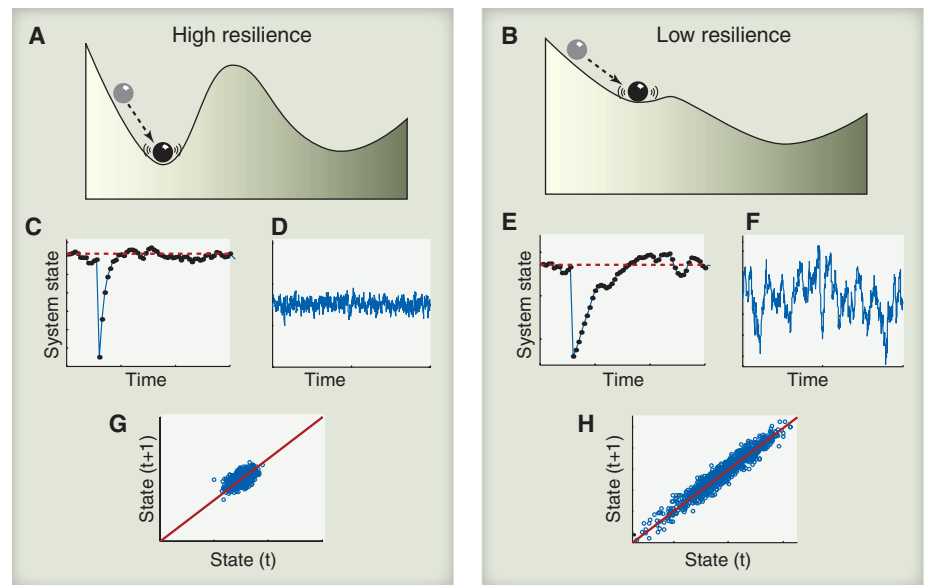 A
High resilience
C
D
System state
Time
Time
G
State (t+1)
State (t)
B
Low resilience
E
F
System state
Time
Time
H
State (t+1)
State (t)